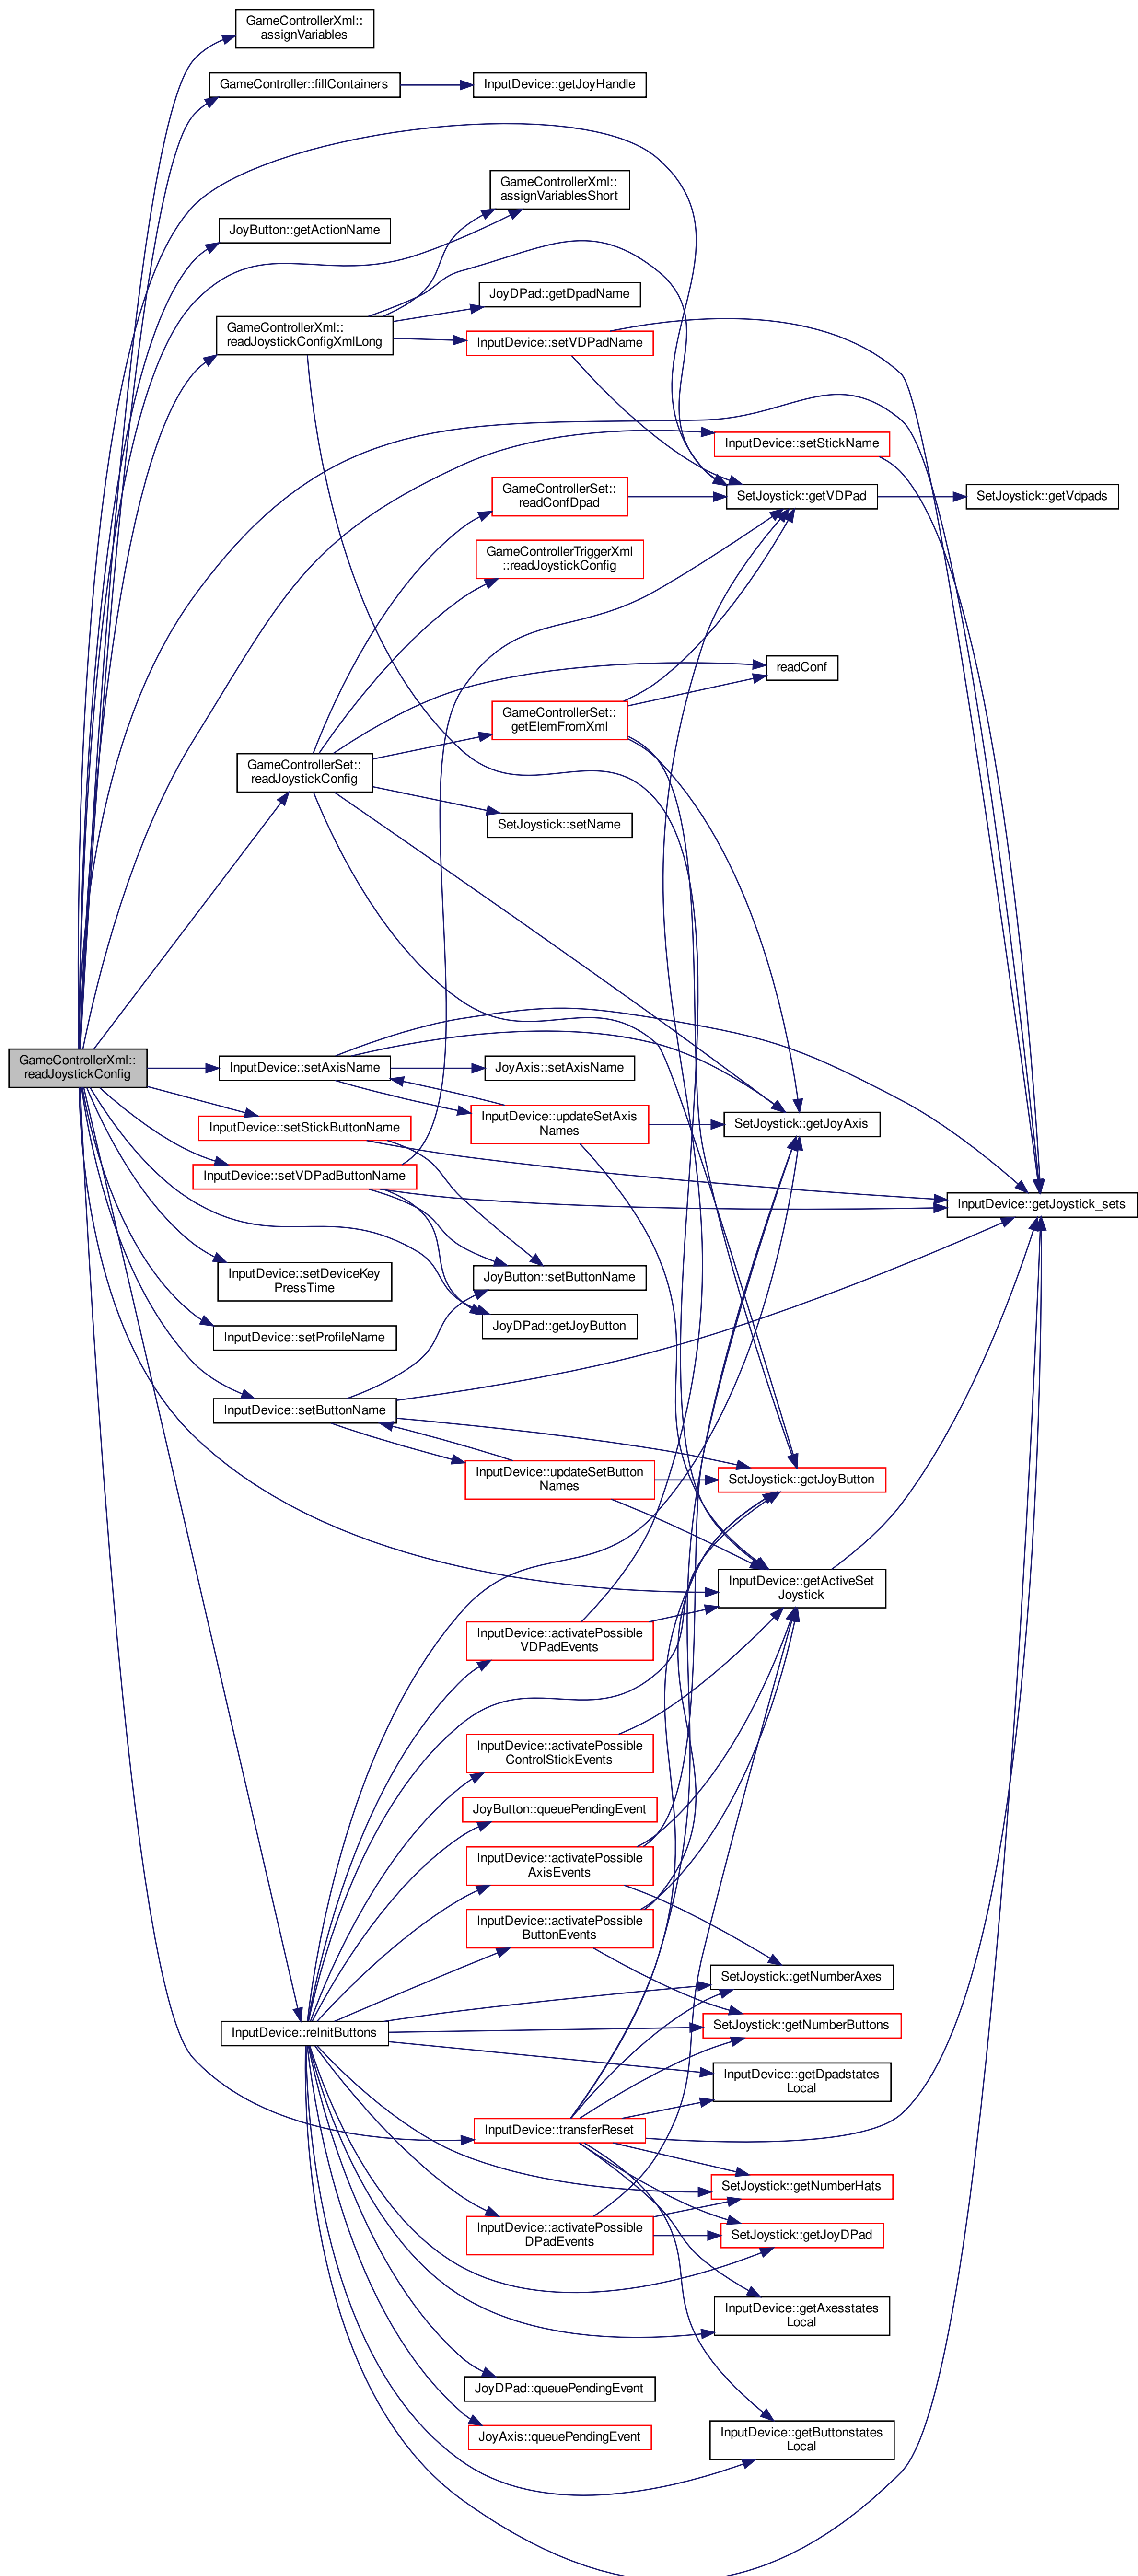 GameControllerXml::
assignVariables
GameController::fillContainers
InputDevice::getJoyHandle
GameControllerXml::
assignVariablesShort
JoyButton::getActionName
JoyDPad::getDpadName
GameControllerXml::
readJoystickConfigXmlLong
InputDevice::setVDPadName
InputDevice::setStickName
GameControllerSet::
readConfDpad
SetJoystick::getVDPad
SetJoystick::getVdpads
GameControllerTriggerXml
::readJoystickConfig
readConf
GameControllerSet::
getElemFromXml
GameControllerSet::
readJoystickConfig
SetJoystick::setName
GameControllerXml::
readJoystickConfig
InputDevice::setAxisName
JoyAxis::setAxisName
InputDevice::setStickButtonName
InputDevice::updateSetAxis
Names
SetJoystick::getJoyAxis
InputDevice::setVDPadButtonName
InputDevice::getJoystick_sets
InputDevice::setDeviceKey
PressTime
JoyButton::setButtonName
JoyDPad::getJoyButton
InputDevice::setProfileName
InputDevice::setButtonName
InputDevice::updateSetButton
Names
SetJoystick::getJoyButton
InputDevice::getActiveSet
Joystick
InputDevice::activatePossible
VDPadEvents
InputDevice::activatePossible
ControlStickEvents
JoyButton::queuePendingEvent
InputDevice::activatePossible
AxisEvents
InputDevice::activatePossible
ButtonEvents
SetJoystick::getNumberAxes
InputDevice::reInitButtons
SetJoystick::getNumberButtons
InputDevice::getDpadstates
Local
InputDevice::transferReset
SetJoystick::getNumberHats
InputDevice::activatePossible
DPadEvents
SetJoystick::getJoyDPad
InputDevice::getAxesstates
Local
JoyDPad::queuePendingEvent
JoyAxis::queuePendingEvent
InputDevice::getButtonstates
Local